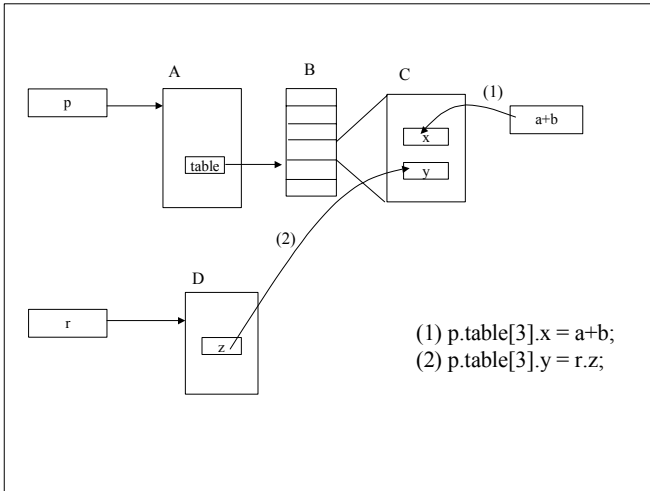 A
B
C
(1)
p
a+b
x
table
y
(2)
D
r
z
(1) p.table[3].x = a+b;
(2) p.table[3].y = r.z;